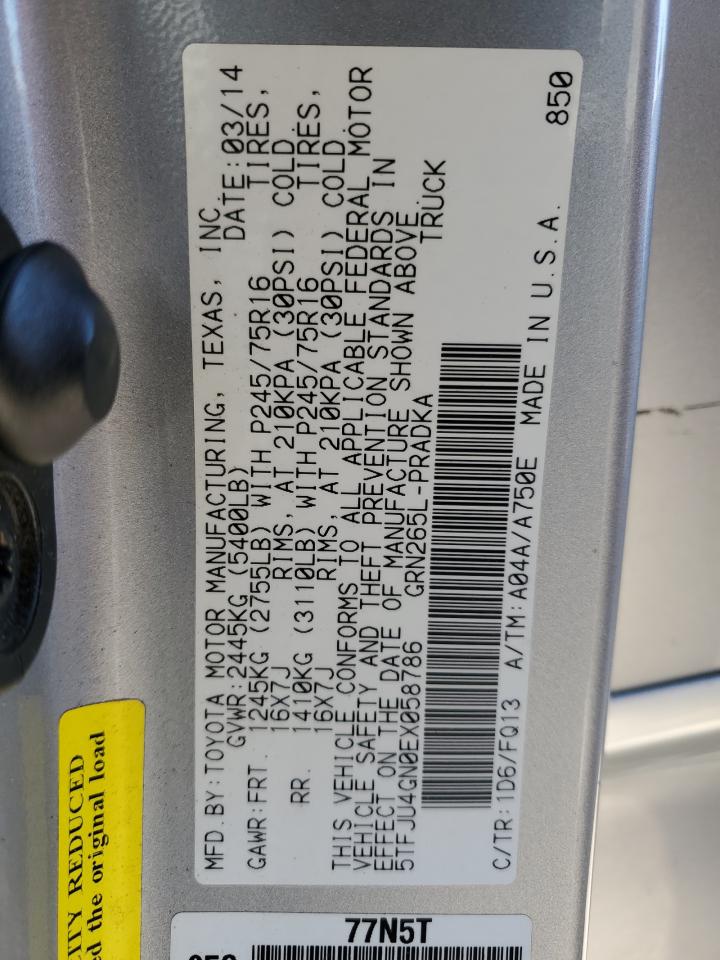 MFD.BY:TOYOTA MOTOR MANUFACTURING, TEXAS, INC.
GVWR:2445KG (5400LB) DATE:03/14
GAWR:FRT. 1245KG (2755LB) WITH P245/75R16 TIRES,
16X7J RIMS, AT 210KPA (30PSI) COLD
RR. 1410KG (3110LB) WITH P245/75R16 TIRES,
16X7J RIMS, AT 210KPA (30PSI) COLD
THIS VEHICLE CONFORMS TO ALL APPLICABLE FEDERAL MOTOR
VEHICLE SAFETY AND THEFT PREVENTION STANDARDS IN
EFFECT ON THE DATE OF MANUFACTURE SHOWN ABOVE.
5TFJU4GN0EX058786 GRN265L-PRADKA TRUCK
C/TR:1D6/FQ13 A/TM:A04A/A750E MADE IN U.S.A. 850
ITY REDUCED
ed the original load
77N5T